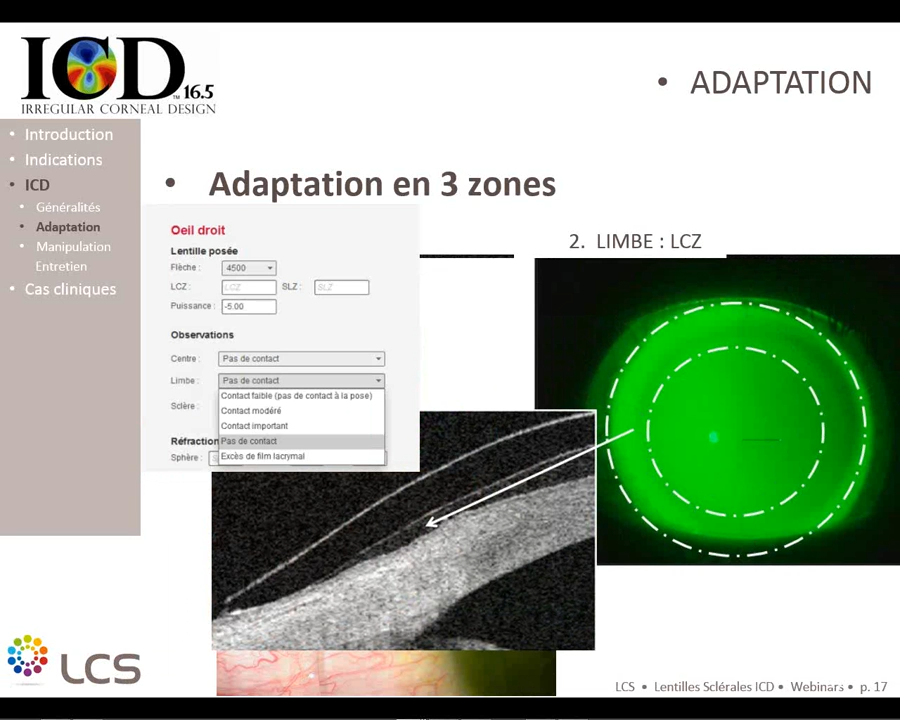 ICD 16.5
IRREGULAR CORNEAL DESIGN
• ADAPTATION
• Introduction
• Indications
• ICD
• Généralités
• Adaptation
• Manipulation
Entretien
• Cas cliniques
• Adaptation en 3 zones
2. LIMBE : LCZ
Oeil droit
Lentille posée
Flèche : 4500
LCZ : LCZ SLZ : SLZ
Puissance : -5.00
Observations
Centre : Pas de contact
Limbe : Pas de contact
Contact faible (pas de contact à la pose)
Sclère :
Contact modéré
Contact important
Réfraction
Pas de contact
Sphère :
Excès de film lacrymal
LCS
LCS • Lentilles Sclérales ICD • Webinars • p. 17